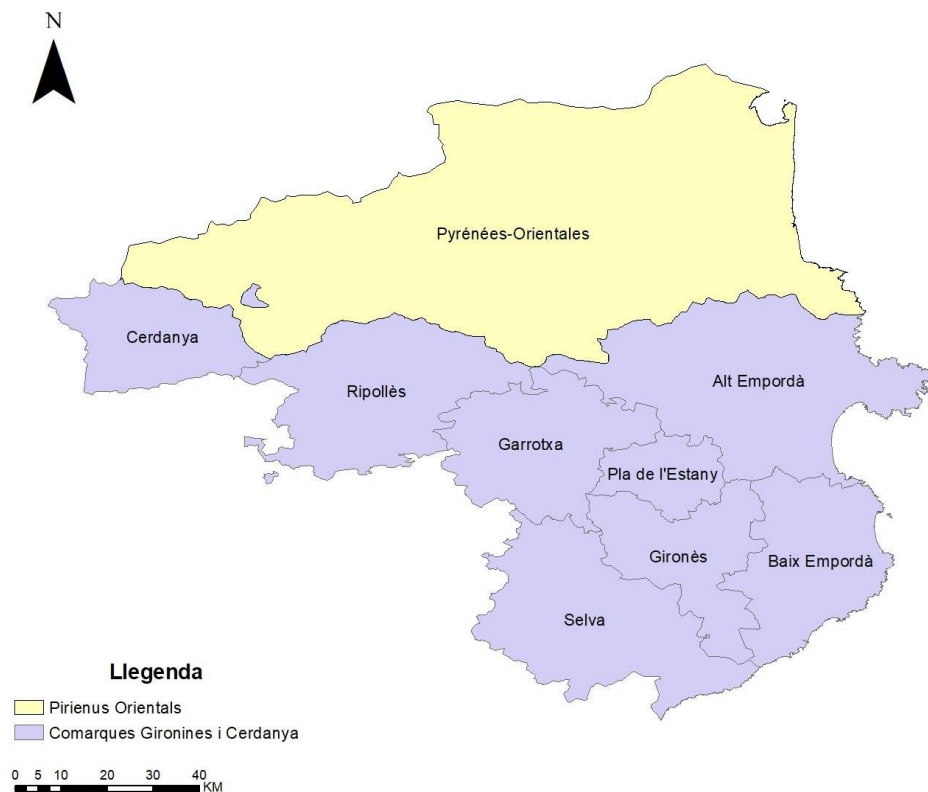 N
Pyrénées-Orientales
Cerdanya
Ripollès
Alt Empordà
Garrotxa
Pla de l'Estany
Gironès
Baix Empordà
Selva
Llegenda
Pirienus Orientals
Comarques Gironines i Cerdanya
0 5 10 20 30 40
KM